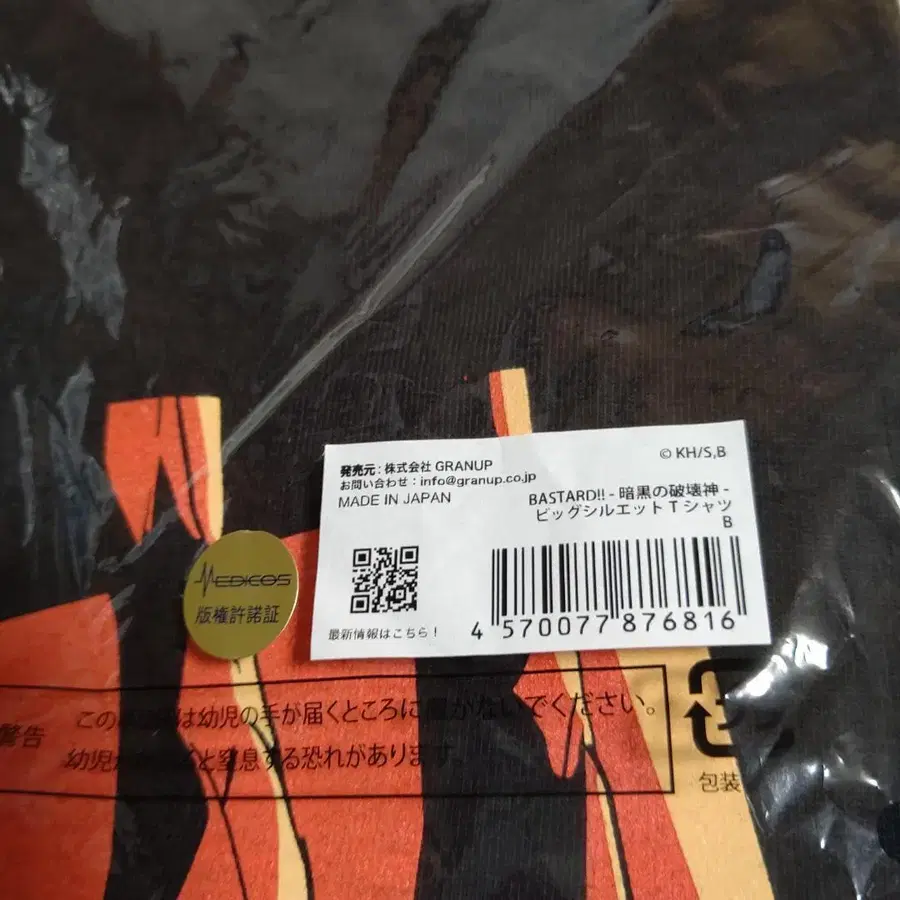 発売元：株式会社 GRANUP
お問い合わせ：info@granup.co.jp
MADE IN JAPAN
© KH/S,B
BASTARD!! - 暗黒の破壊神 -
ビッグシルエットTシャツ
B
最新情報はこちら！
4 570077 876816
MEDICOS
版権許諾証
警告
この は幼児の手が届くところに かないでください。
幼児が と窒息する恐れがあります。
包装